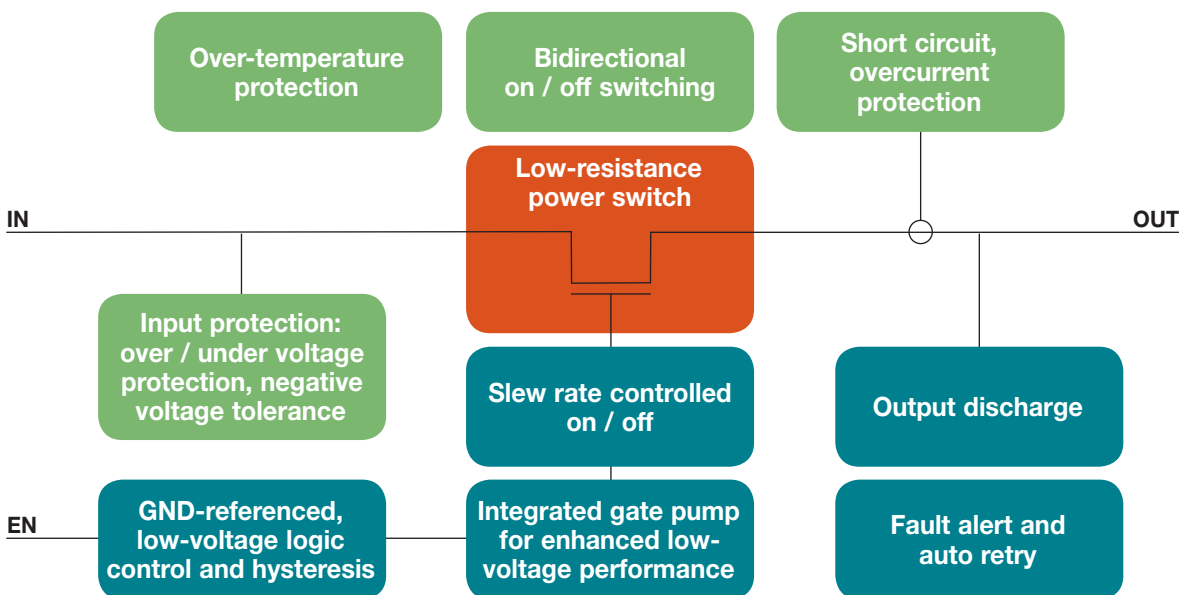 Over-temperature
protection
Bidirectional
on / off switching
Short circuit,
overcurrent
protection
Low-resistance
power switch
IN
OUT
Input protection:
over / under voltage
protection, negative
voltage tolerance
Slew rate controlled
on / off
Output discharge
EN
GND-referenced,
low-voltage logic
control and hysteresis
Integrated gate pump
for enhanced low-
voltage performance
Fault alert and
auto retry